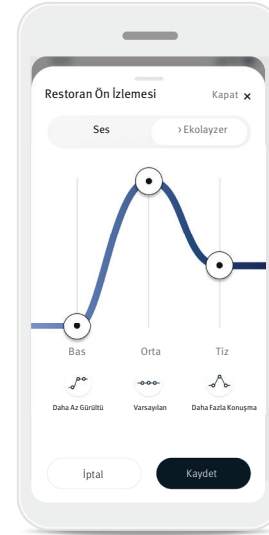 Restoran Ön İzlemesi Kapat ×
Ses › Ekolayzer
Bas Orta Tiz
Daha Az Gürültü Varsayılan Daha Fazla Konuşma
İptal Kaydet